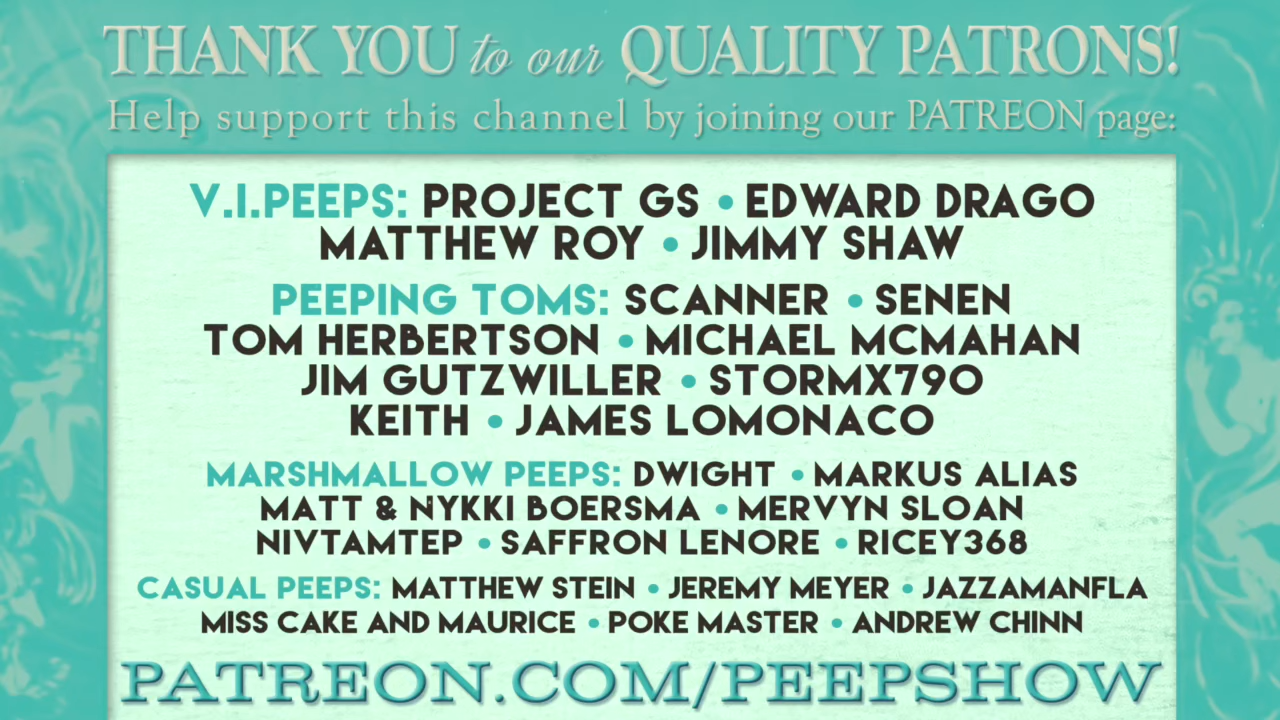 THANK YOU to our QUALITY PATRONS!
Help support this channel by joining our PATREON page:
V.I.PEEPS: PROJECT GS • EDWARD DRAGO
MATTHEW ROY • JIMMY SHAW
PEEPING TOMS: SCANNER • SENEN
TOM HERBERTSON • MICHAEL MCMAHAN
JIM GUTZWILLER • STORMX790
KEITH • JAMES LOMONACO
MARSHMALLOW PEEPS: DWIGHT • MARKUS ALIAS
MATT & NYKKI BOERSMA • MERVYN SLOAN
NIVTAMTEP • SAFFRON LENORE • RICEY368
CASUAL PEEPS: MATTHEW STEIN • JEREMY MEYER • JAZZAMANFLA
MISS CAKE AND MAURICE • POKE MASTER • ANDREW CHINN
PATREON.COM/PEEPSHOW